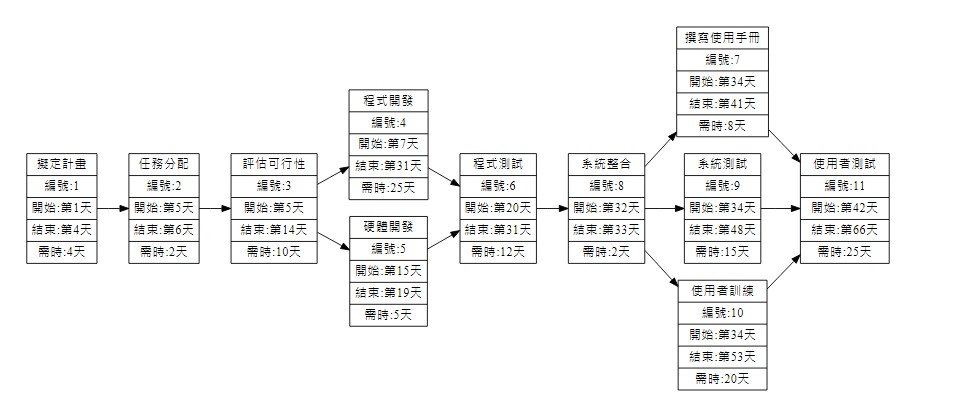 擬定計畫
編號:1
開始:第1天
結束:第4天
需時:4天
任務分配
編號:2
開始:第5天
結束:第6天
需時:2天
評估可行性
編號:3
開始:第5天
結束:第14天
需時:10天
程式開發
編號:4
開始:第7天
結束:第31天
需時:25天
硬體開發
編號:5
開始:第15天
結束:第19天
需時:5天
程式測試
編號:6
開始:第20天
結束:第31天
需時:12天
系統整合
編號:8
開始:第32天
結束:第33天
需時:2天
撰寫使用手冊
編號:7
開始:第34天
結束:第41天
需時:8天
系統測試
編號:9
開始:第34天
結束:第48天
需時:15天
使用者訓練
編號:10
開始:第34天
結束:第53天
需時:20天
使用者測試
編號:11
開始:第42天
結束:第66天
需時:25天